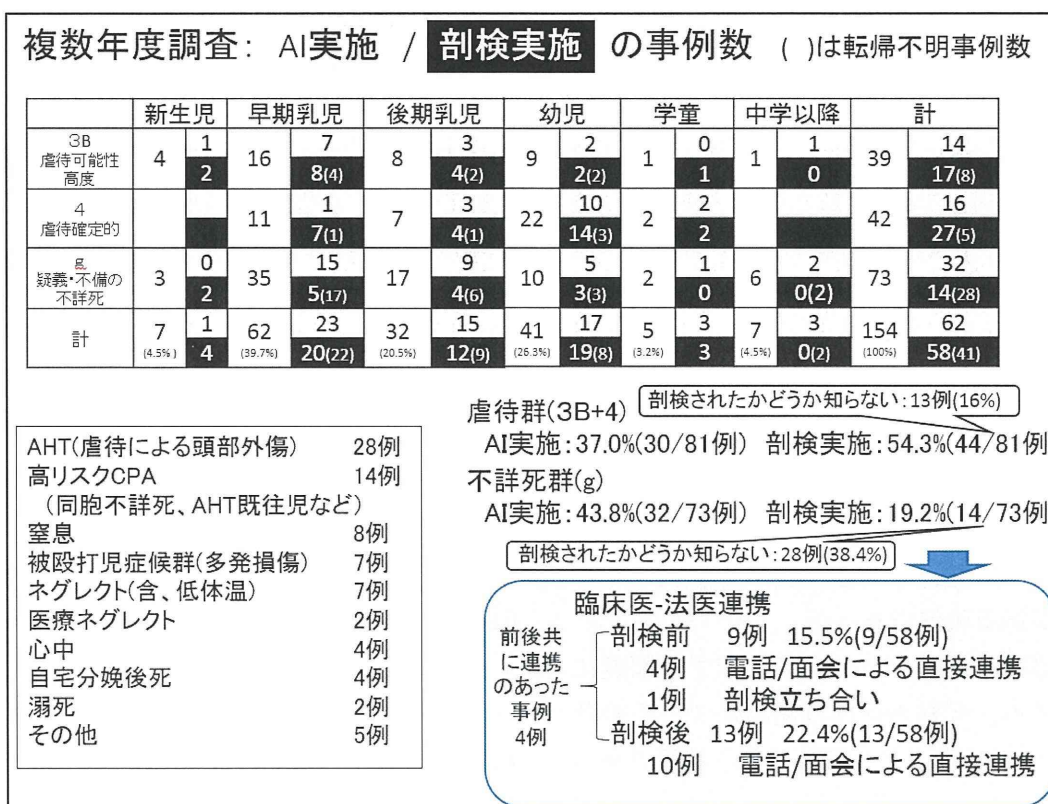 複数年度調査: AI実施 / 剖検実施 の事例数 ( )は転帰不明事例数
新生児 早期乳児 後期乳児 幼児 学童 中学以降 計
3B 虐待可能性 高度 4 1 2 16 7 8(4) 8 3 4(2) 9 2 2(2) 1 0 1 1 1 0 39 14 17(8)
4 虐待確定的 11 1 7(1) 7 3 4(1) 22 10 14(3) 2 2 2 42 16 27(5)
g 疑義・不備の 不詳死 3 0 2 35 15 5(17) 17 9 4(6) 10 5 3(3) 2 1 0 6 2 0(2) 73 32 14(28)
計 7 (4.5%) 1 4 62 (39.7%) 23 20(22) 32 (20.5%) 15 12(9) 41 (26.3%) 17 19(8) 5 (3.2%) 3 3 7 (4.5%) 3 0(2) 154 (100%) 62 58(41)
AHT(虐待による頭部外傷) 28例
高リスクCPA 14例
(同胞不詳死、AHT既往児など)
窒息 8例
被殴打児症候群(多発損傷) 7例
ネグレクト(含、低体温) 7例
医療ネグレクト 2例
心中 4例
自宅分娩後死 4例
溺死 2例
その他 5例
虐待群(3B+4) 剖検されたかどうか知らない:13例(16%)
AI実施:37.0%(30/81例) 剖検実施:54.3%(44/81例
不詳死群(g)
AI実施:43.8%(32/73例) 剖検実施:19.2%(14/73例
剖検されたかどうか知らない:28例(38.4%)
臨床医-法医連携
前後共
に連携
のあった
事例
4例
剖検前 9例 15.5%(9/58例)
4例 電話/面会による直接連携
1例 剖検立ち合い
剖検後 13例 22.4%(13/58例)
10例 電話/面会による直接連携